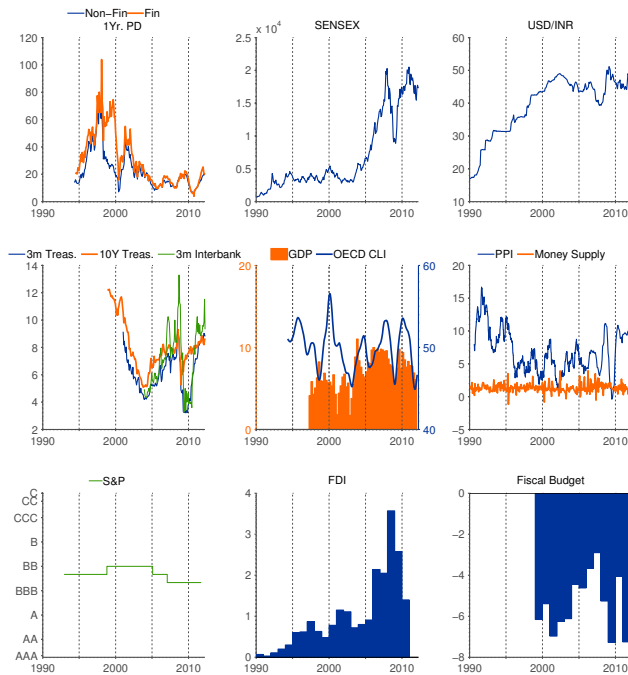 Non-Fin Fin
1Yr. PD
SENSEX
USD/INR
x 10^4
140
120
100
80
60
40
20
0
1990 2000 2010
2.5
2
1.5
1
0.5
0
1990 2000 2010
60
50
40
30
20
10
1990 2000 2010
3m Treas. 10Y Treas. 3m Interbank
GDP OECD CLI
PPI Money Supply
14
12
10
8
6
4
2
1990 2000 2010
20
10
0
60
50
40
1990 2000 2010
20
15
10
5
0
−5
1990 2000 2010
S&P
FDI
Fiscal Budget
C
CC
CCC
B
BB
BBB
A
AA
AAA
1990 2000 2010
4
3
2
1
0
1990 2000 2010
0
−2
−4
−6
−8
1990 2000 2010